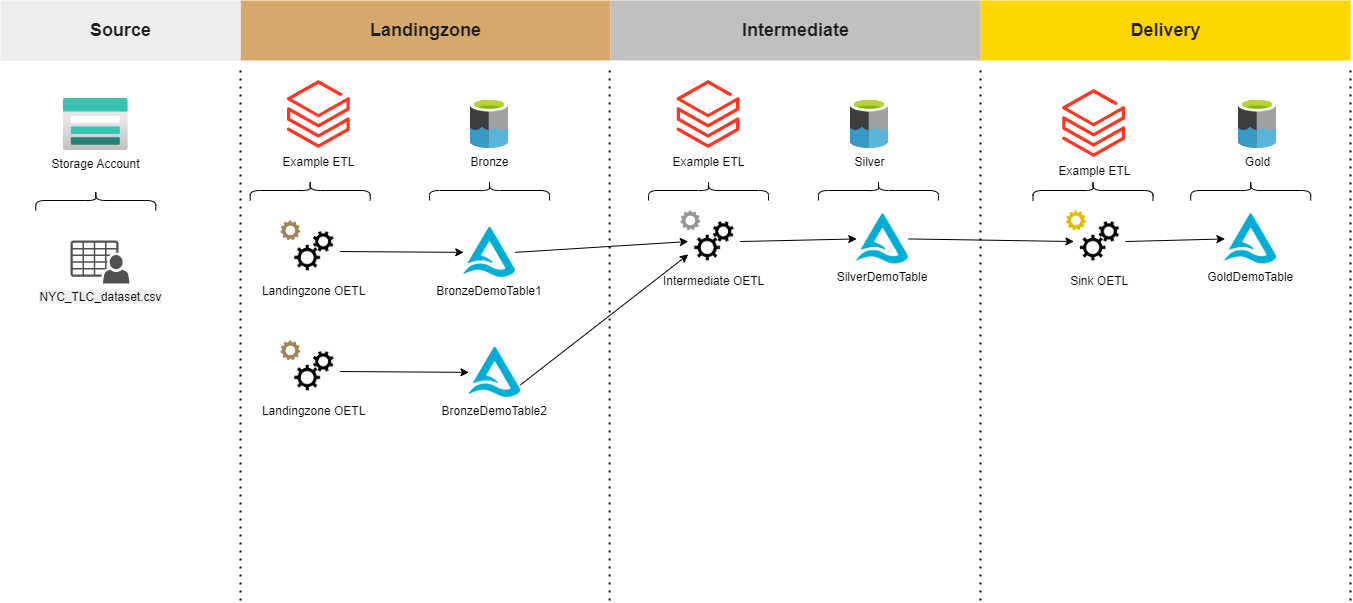 Source
Landingzone
Intermediate
Delivery
Storage Account
Example ETL
Bronze
Example ETL
Silver
Example ETL
Gold
NYC_TLC_dataset.csv
Landingzone OETL
BronzeDemoTable1
Intermediate OETL
SilverDemoTable
Sink OETL
GoldDemoTable
Landingzone OETL
BronzeDemoTable2